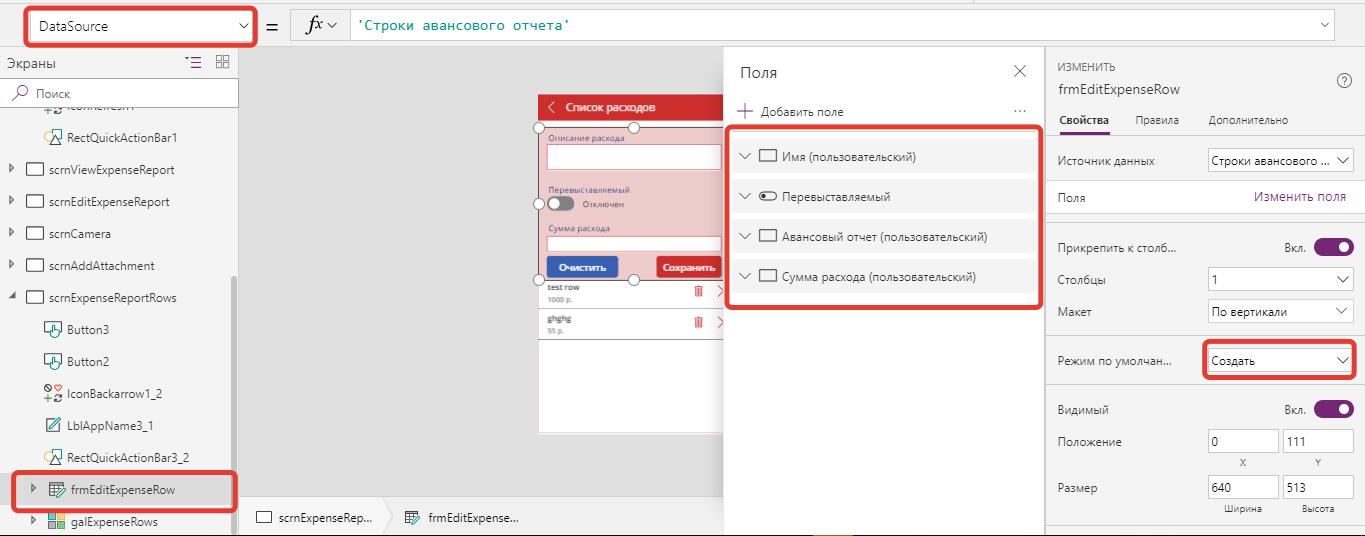 DataSource
=
fx
'Строки авансового отчета'
Экраны
Поиск
IconRefresh1
RectQuickActionBar1
scrnViewExpenseReport
scrnEditExpenseReport
scrnCamera
scrnAddAttachment
scrnExpenseReportRows
Button3
Button2
IconBackarrow1_2
LblAppName3_1
RectQuickActionBar3_2
frmEditExpenseRow
galExpenseRows
Список расходов
Описание расхода
Перевыставляемый
Отключен
Сумма расхода
Очистить
Сохранить
test row
1000 р.
ghghg
55 р.
scrnExpenseRep...
frmEditExpense...
Поля
Добавить поле
...
Имя (пользовательский)
Перевыставляемый
Авансовый отчет (пользовательский)
Сумма расхода (пользовательский)
ИЗМЕНИТЬ
frmEditExpenseRow
Свойства Правила Дополнительно
Источник данных Строки авансового ...
Поля Изменить поля
Прикрепить к столб... Вкл.
Столбцы 1
Макет По вертикали
Режим по умолчан... Создать
Видимый Вкл.
Положение 0 111
X Y
Размер 640 513
Ширина Высота